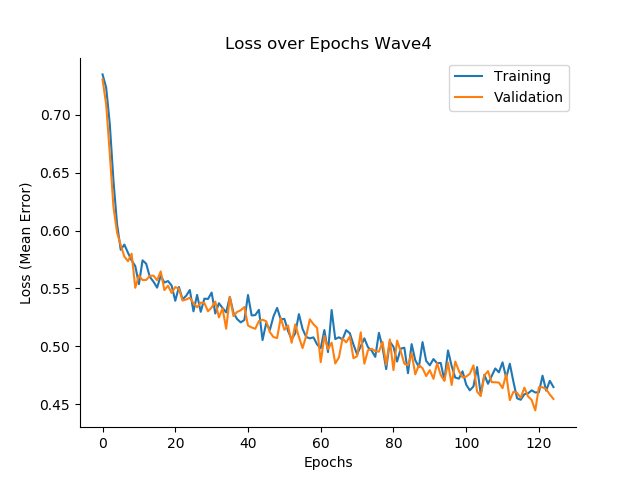 Loss over Epochs Wave4
Training
Validation
0.70
0.65
0.60
0.55
0.50
0.45
Loss (Mean Error)
0 20 40 60 80 100 120
Epochs